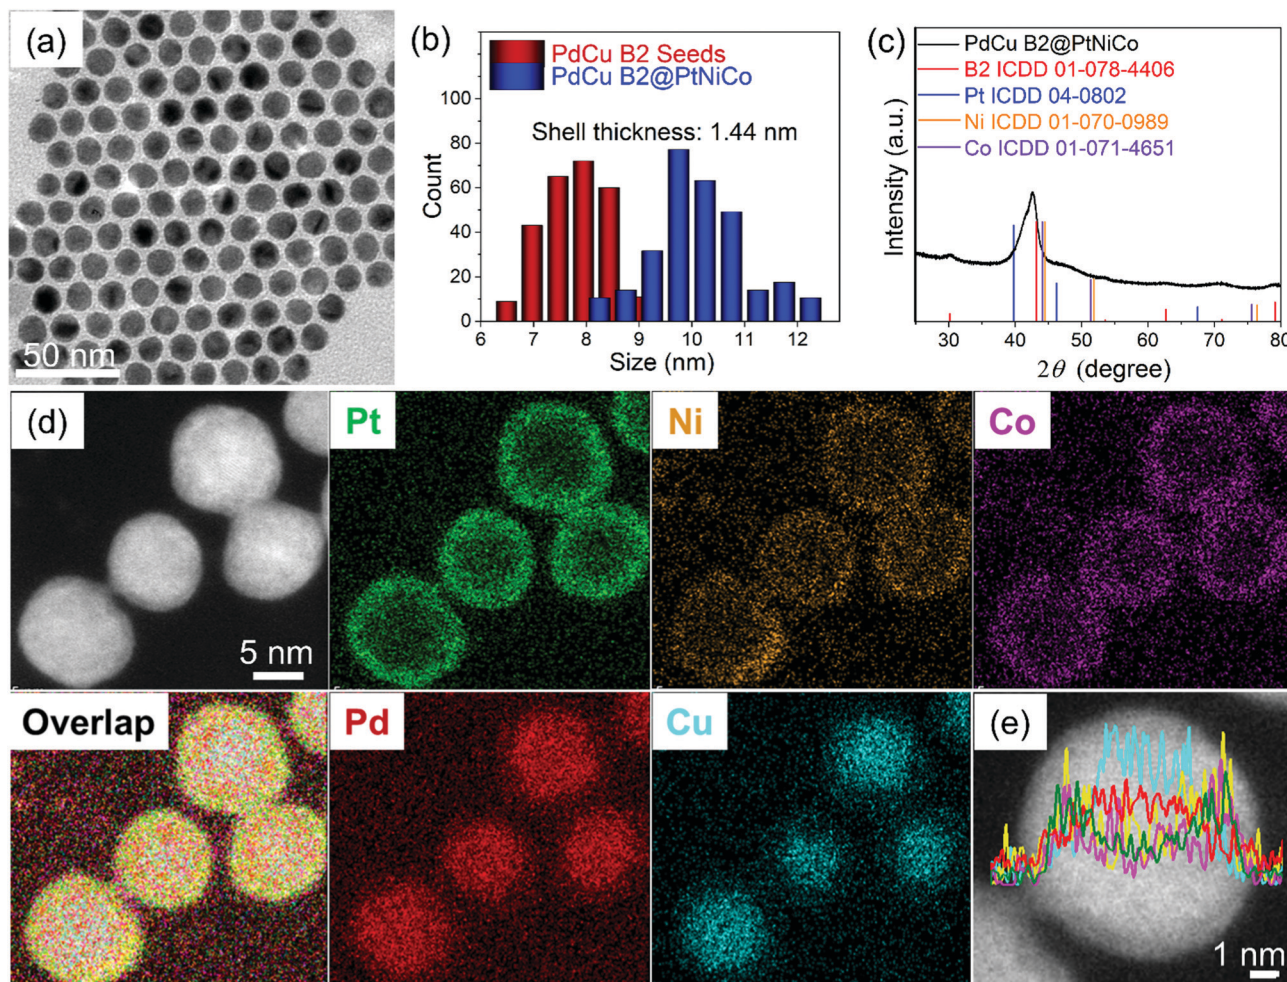 (a)
50 nm
(b)
PdCu B2 Seeds
PdCu B2@PtNiCo
Shell thickness: 1.44 nm
Count
100
80
60
40
20
0
6 7 8 9 10 11 12
Size (nm)
(c)
PdCu B2@PtNiCo
B2 ICDD 01-078-4406
Pt ICDD 04-0802
Ni ICDD 01-070-0989
Co ICDD 01-071-4651
Intensity (a.u.)
30 40 50 60 70 80
2θ (degree)
(d)
5 nm
Pt
Ni
Co
Overlap
Pd
Cu
(e)
1 nm